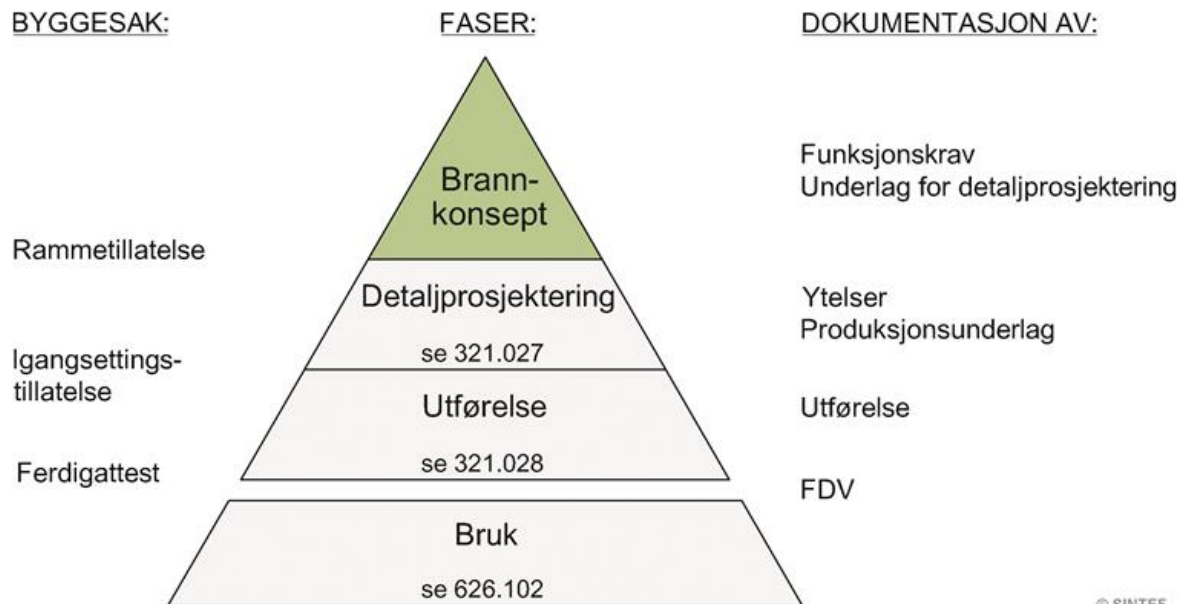 BYGGESAK:
FASER:
DOKUMENTASJON AV:
Brann-
konsept
Funksjonskrav
Underlag for detaljprosjektering
Rammetillatelse
Detaljprosjektering
se 321.027
Ytelser
Produksjonsunderlag
Igangsettings-
tillatelse
Utførelse
se 321.028
Utførelse
Ferdigattest
FDV
Bruk
se 626.102
© SINTEF